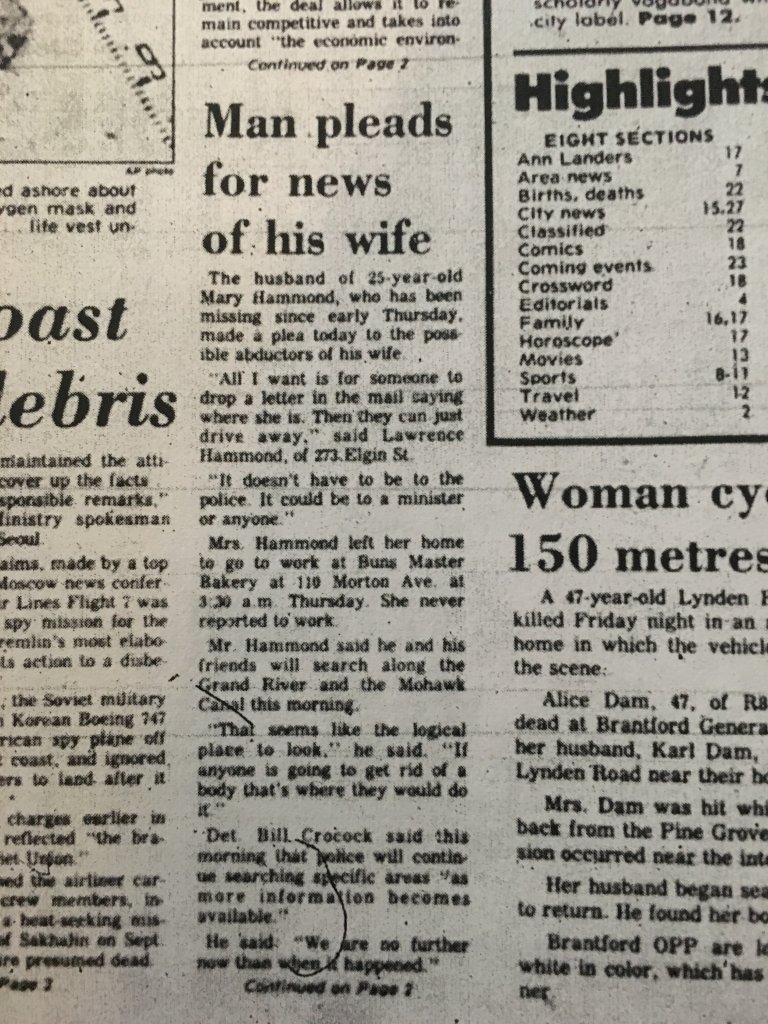 ment, the deal allows it to re-
main competitive and takes into
account "the economic environ-
Continued on Page 2
Man pleads
for news
of his wife
The husband of 25-year-old
Mary Hammond, who has been
missing since early Thursday,
made a plea today to the poss-
ible abductors of his wife.
"All I want is for someone to
drop a letter in the mail saying
where she is. Then they can just
drive away," said Lawrence
Hammond, of 273 Elgin St.
"It doesn't have to be to the
police. It could be to a minister
or anyone."
Mrs. Hammond left her home
to go to work at Buns Master
Bakery at 110 Morton Ave. at
3:30 a.m. Thursday. She never
reported to work.
Mr. Hammond said he and his
friends will search along the
Grand River and the Mohawk
Canal this morning.
"That seems like the logical
place to look," he said. "If
anyone is going to get rid of a
body that's where they would do
it."
Det. Bill Crocock said this
morning that police will contin-
ue searching specific areas "as
more information becomes
available."
He said: "We are no further
now than when it happened."
Continued on Page 2
AP photo
ed ashore about
ygen mask and
life vest un-
oast
debris
maintained the atti-
cover up the facts
sponsible remarks,"
Ministry spokesman
Seoul.
aims, made by a top
Moscow news confer-
r Lines Flight 7 was
spy mission for the
remlin's most elabo-
ts action to a disbe-
, the Soviet military
n Korean Boeing 747
rican spy plane off
t coast, and ignored
ers to land after it
charges earlier in
reflected "the bra-
iet Union."
ned the airliner car-
crew members, in-
a heat-seeking mis-
of Sakhalin on Sept.
are presumed dead.
Page 2
scholarly vagabond
city label. Page 12.
Highlights
EIGHT SECTIONS
Ann Landers 17
Area news 7
Births, deaths 22
City news 15,27
Classified 22
Comics 18
Coming events 23
Crossword 18
Editorials 4
Family 16,17
Horoscope 17
Movies 13
Sports 8-11
Travel 12
Weather 2
Woman cy
150 metres
A 47-year-old Lynden
killed Friday night in an
home in which the vehicl
the scene.
Alice Dam, 47, of R8
dead at Brantford Genera
her husband, Karl Dam,
Lynden Road near their ho
Mrs. Dam was hit whi
back from the Pine Grove
sion occurred near the int
Her husband began sea
to return. He found her bo
Brantford OPP are l
white in color, which has
ner.